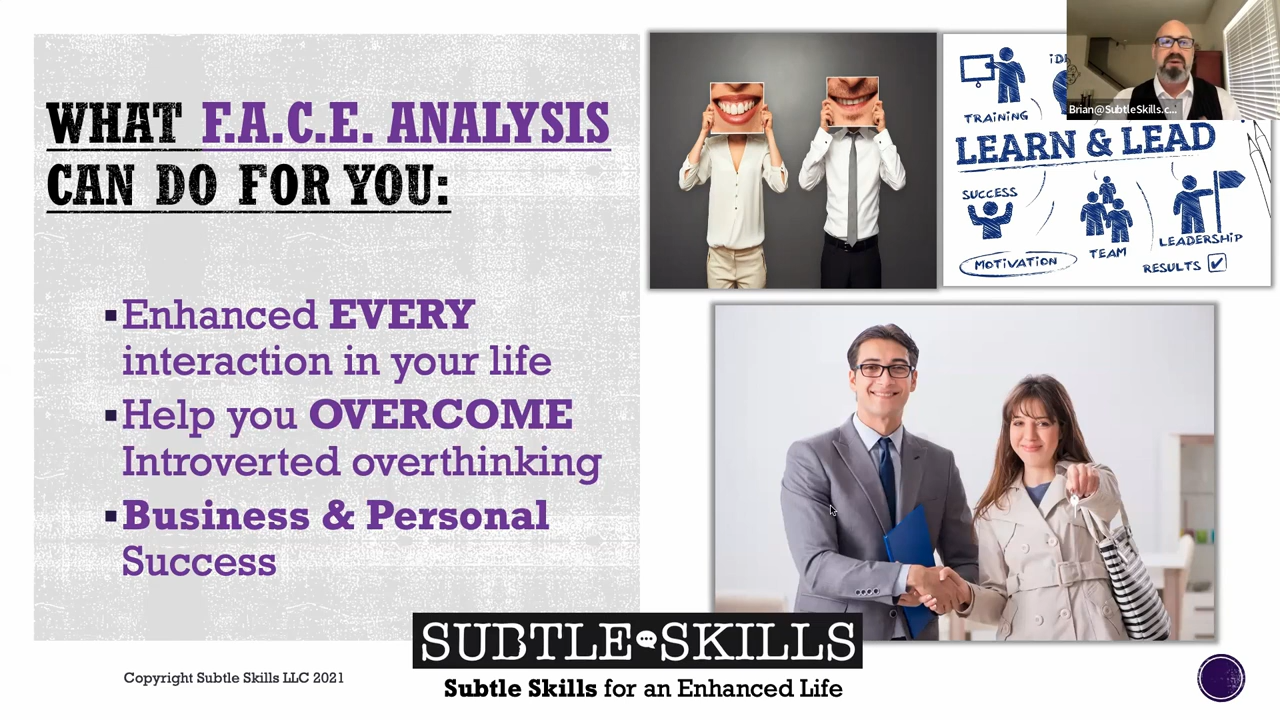 WHAT F.A.C.E. ANALYSIS
CAN DO FOR YOU:
▪Enhanced EVERY
interaction in your life
▪Help you OVERCOME
Introverted overthinking
▪Business & Personal
Success
TRAINING
Brian@SubtleSkills.c...
LEARN & LEAD
SUCCESS
TEAM
LEADERSHIP
MOTIVATION
RESULTS
SUBTLE SKILLS
Subtle Skills for an Enhanced Life
Copyright Subtle Skills LLC 2021